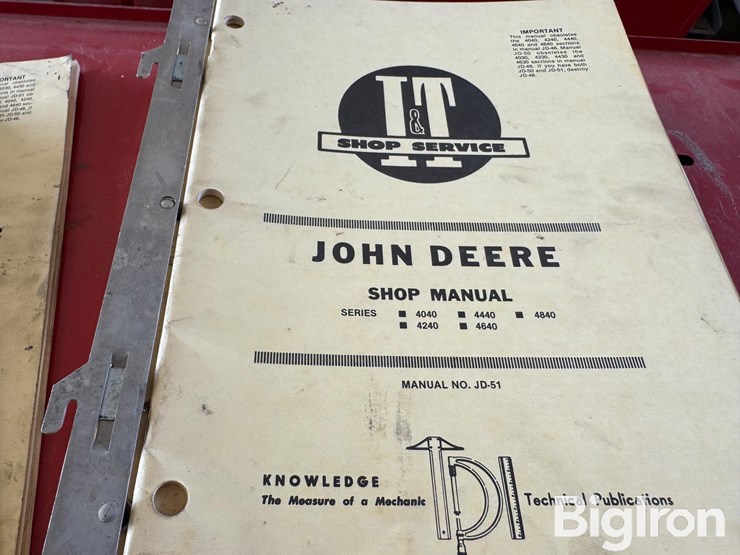 IMPORTANT
This manual obsoletes
the 4040, 4240, 4440,
4640 and 4840 sections
in manual JD-46. Manual
JD-50 obsoletes the
4030, 4230, 4430 and
4630 sections in manual
JD-46. If you have both
JD-50 and JD-51, destroy
JD-46.
I&T
SHOP SERVICE
JOHN DEERE
SHOP MANUAL
SERIES ■ 4040 ■ 4440 ■ 4840
■ 4240 ■ 4640
MANUAL NO. JD-51
KNOWLEDGE
The Measure of a Mechanic
Technical Publications
BigIron